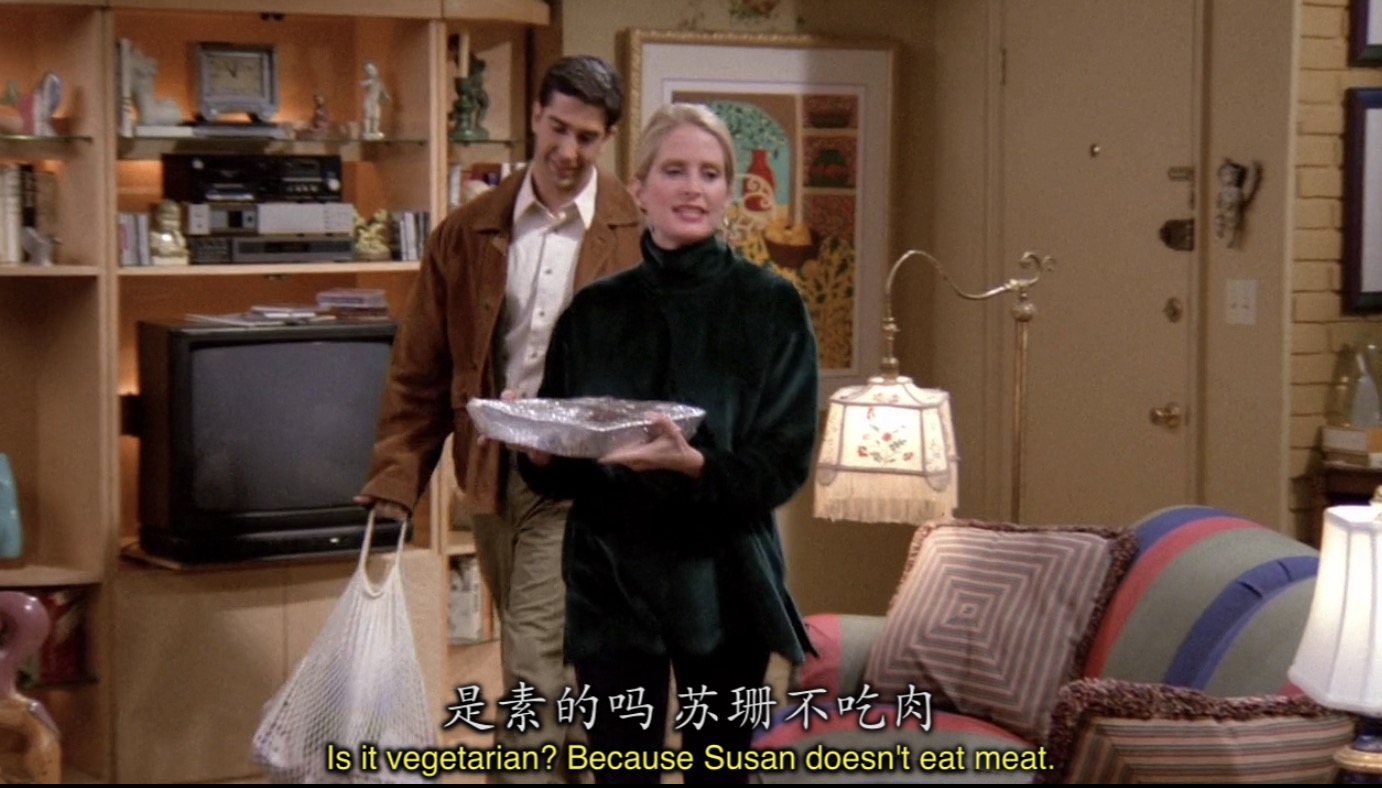 是素的吗 苏珊不吃肉
Is it vegetarian? Because Susan doesn't eat meat.